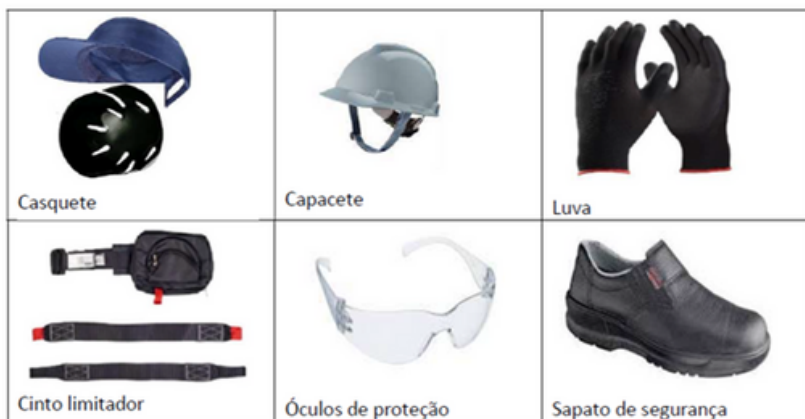 Casquete
Capacete
Luva
Cinto limitador
Óculos de proteção
Sapato de segurança